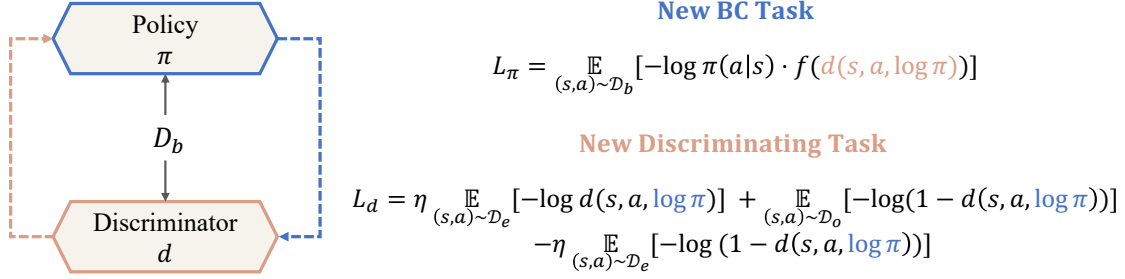 Policy
π
D_b
Discriminator
d
New BC Task
L_π = 𝔼_{(s,a)~𝒟_b} [−log π(a|s) · f(d(s, a, log π))]
New Discriminating Task
L_d = η 𝔼_{(s,a)~𝒟_e} [−log d(s, a, log π)] + 𝔼_{(s,a)~𝒟_o} [−log(1 − d(s, a, log π))]
−η 𝔼_{(s,a)~𝒟_e} [−log (1 − d(s, a, log π))]